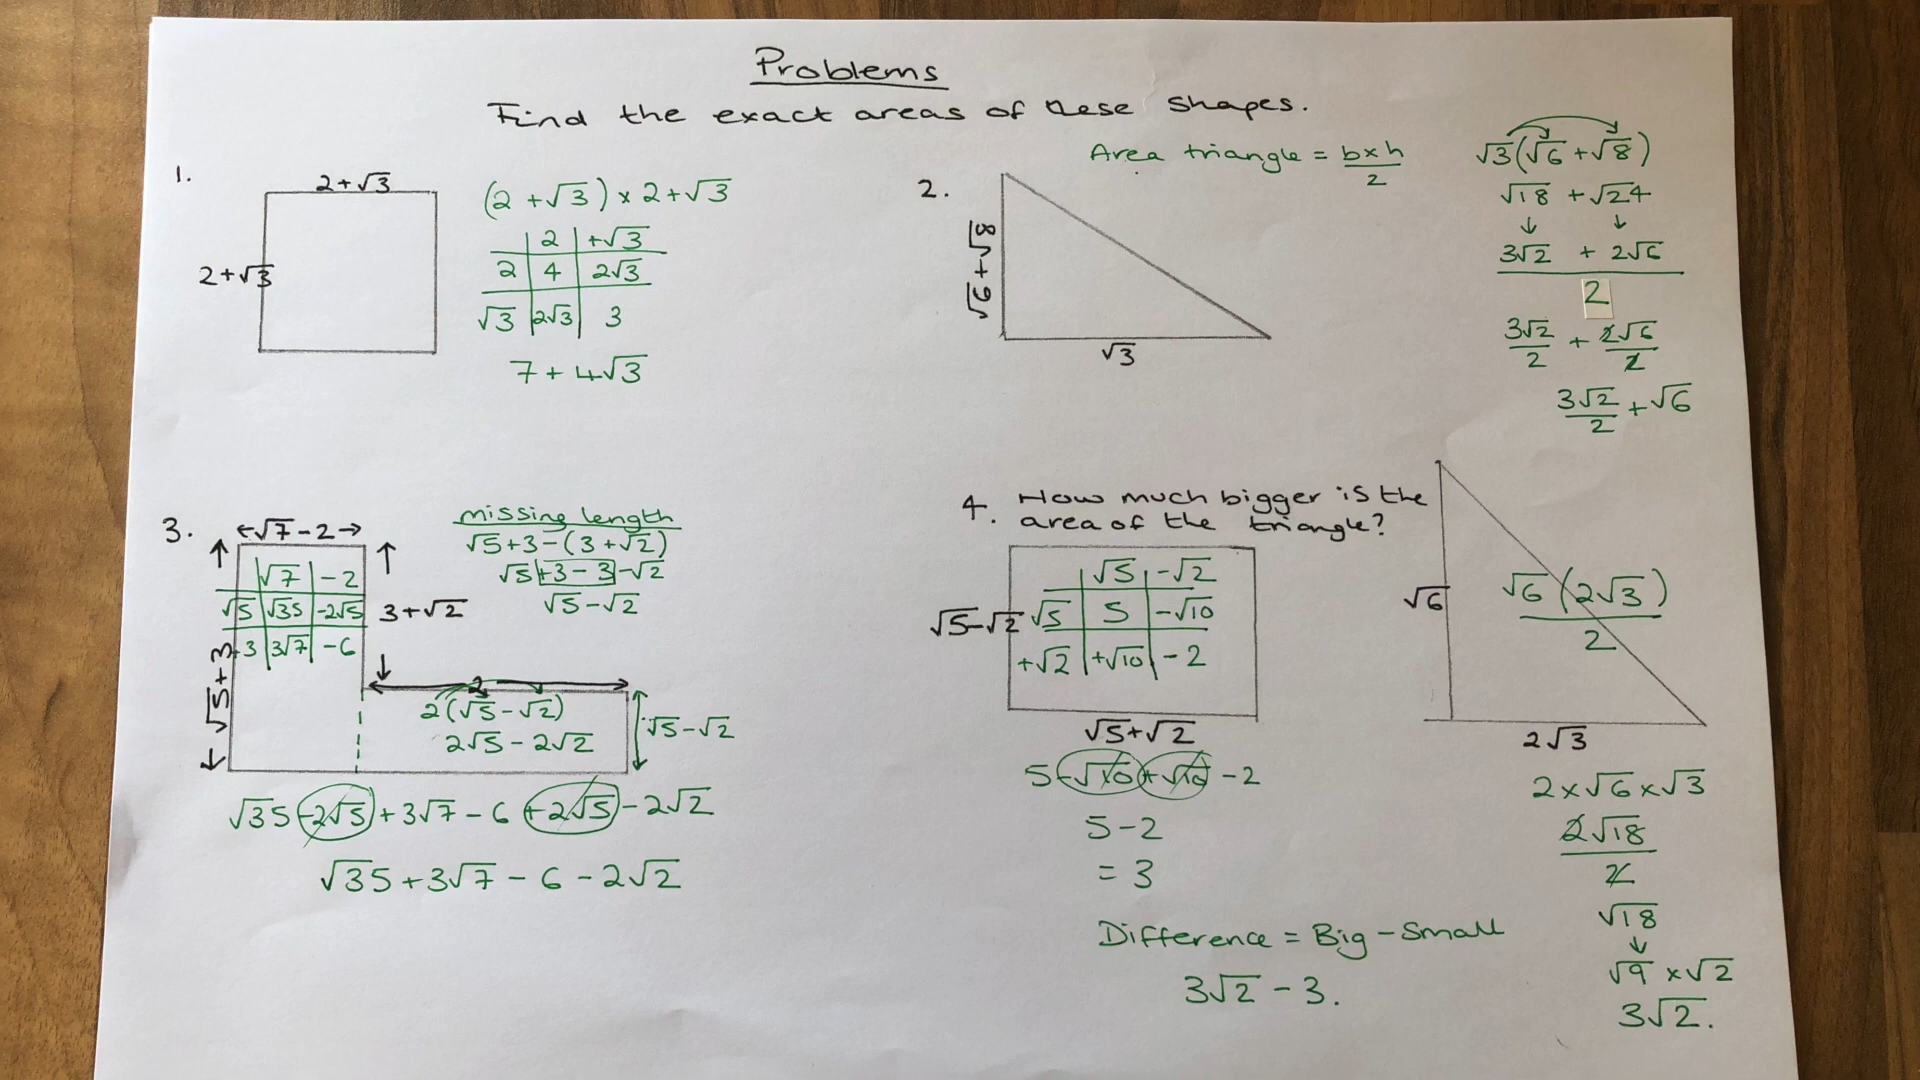 Problems
Find the exact areas of these shapes.
1.
2+√3
2+√3
(2+√3)×2+√3
2 +√3
2 4 2√3
√3 2√3 3
7+4√3
2.
Area triangle = b×h/2
√6+√8
√3
√3(√6+√8)
√18 +√24
↓ ↓
3√2 + 2√6
2
3√2/2 + 2√6/2
3√2/2 + √6
3.
←√7-2→
√5+3
√7 -2
√5 √35 -2√5
+3 3√7 -6
3+√2
missing length
√5+3-(3+√2)
√5+3-3-√2
√5-√2
2
2(√5-√2)
2√5-2√2
√5-√2
√35-2√5+3√7-6+2√5-2√2
√35+3√7-6-2√2
4. How much bigger is the
area of the triangle?
√5-√2
√5 -√2
√5 5 -√10
+√2 +√10 -2
√5+√2
5-√10+√10-2
5-2
= 3
√6
√6(2√3)
2
2√3
2×√6×√3
2√18
2
√18
↓
√9×√2
3√2.
Difference = Big-Small
3√2-3.